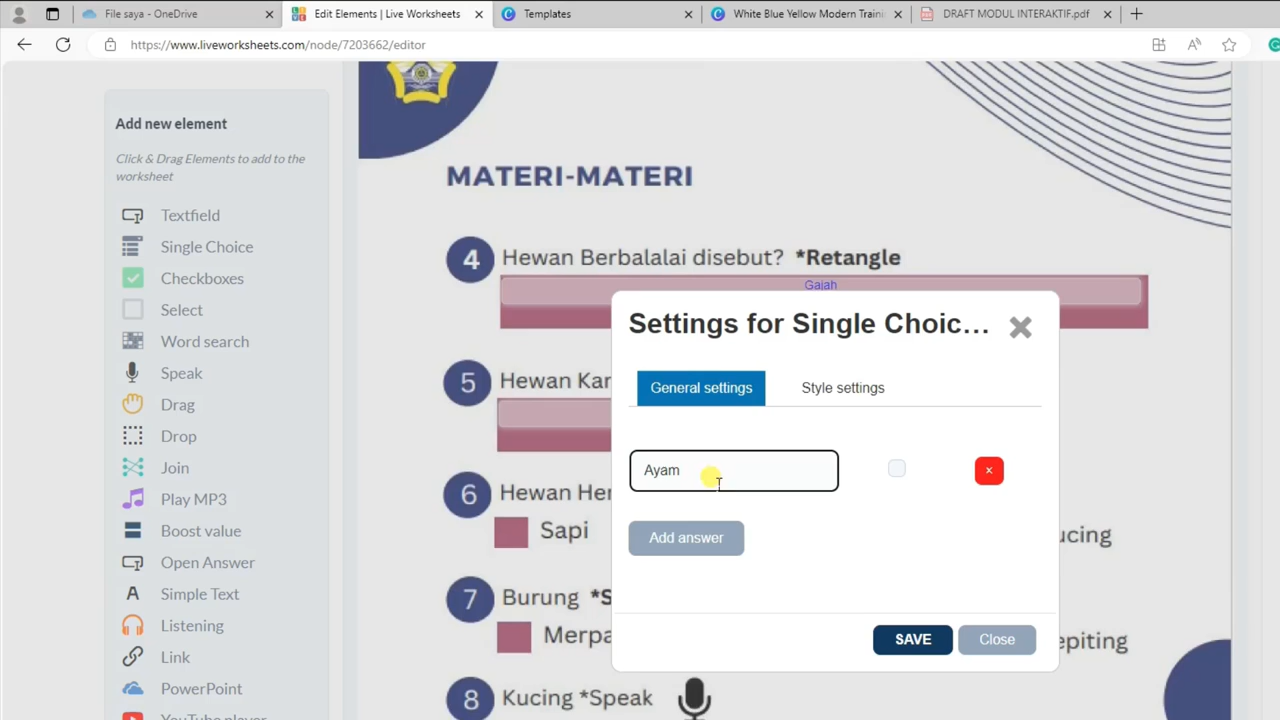 File saya - OneDrive
Edit Elements | Live Worksheets
Templates
White Blue Yellow Modern Traini
DRAFT MODUL INTERAKTIF.pdf
https://www.liveworksheets.com/node/7203662/editor
Add new element
Click & Drag Elements to add to the
worksheet
Textfield
Single Choice
Checkboxes
Select
Word search
Speak
Drag
Drop
Join
Play MP3
Boost value
Open Answer
Simple Text
Listening
Link
PowerPoint
YouTube player
MATERI-MATERI
4 Hewan Berbalalai disebut? *Retangle
Gajah
5 Hewan Kar
6 Hewan Her
Sapi
ucing
7 Burung *S
Merpa
epiting
8 Kucing *Speak
Settings for Single Choic...
General settings
Style settings
Ayam
×
Add answer
SAVE
Close